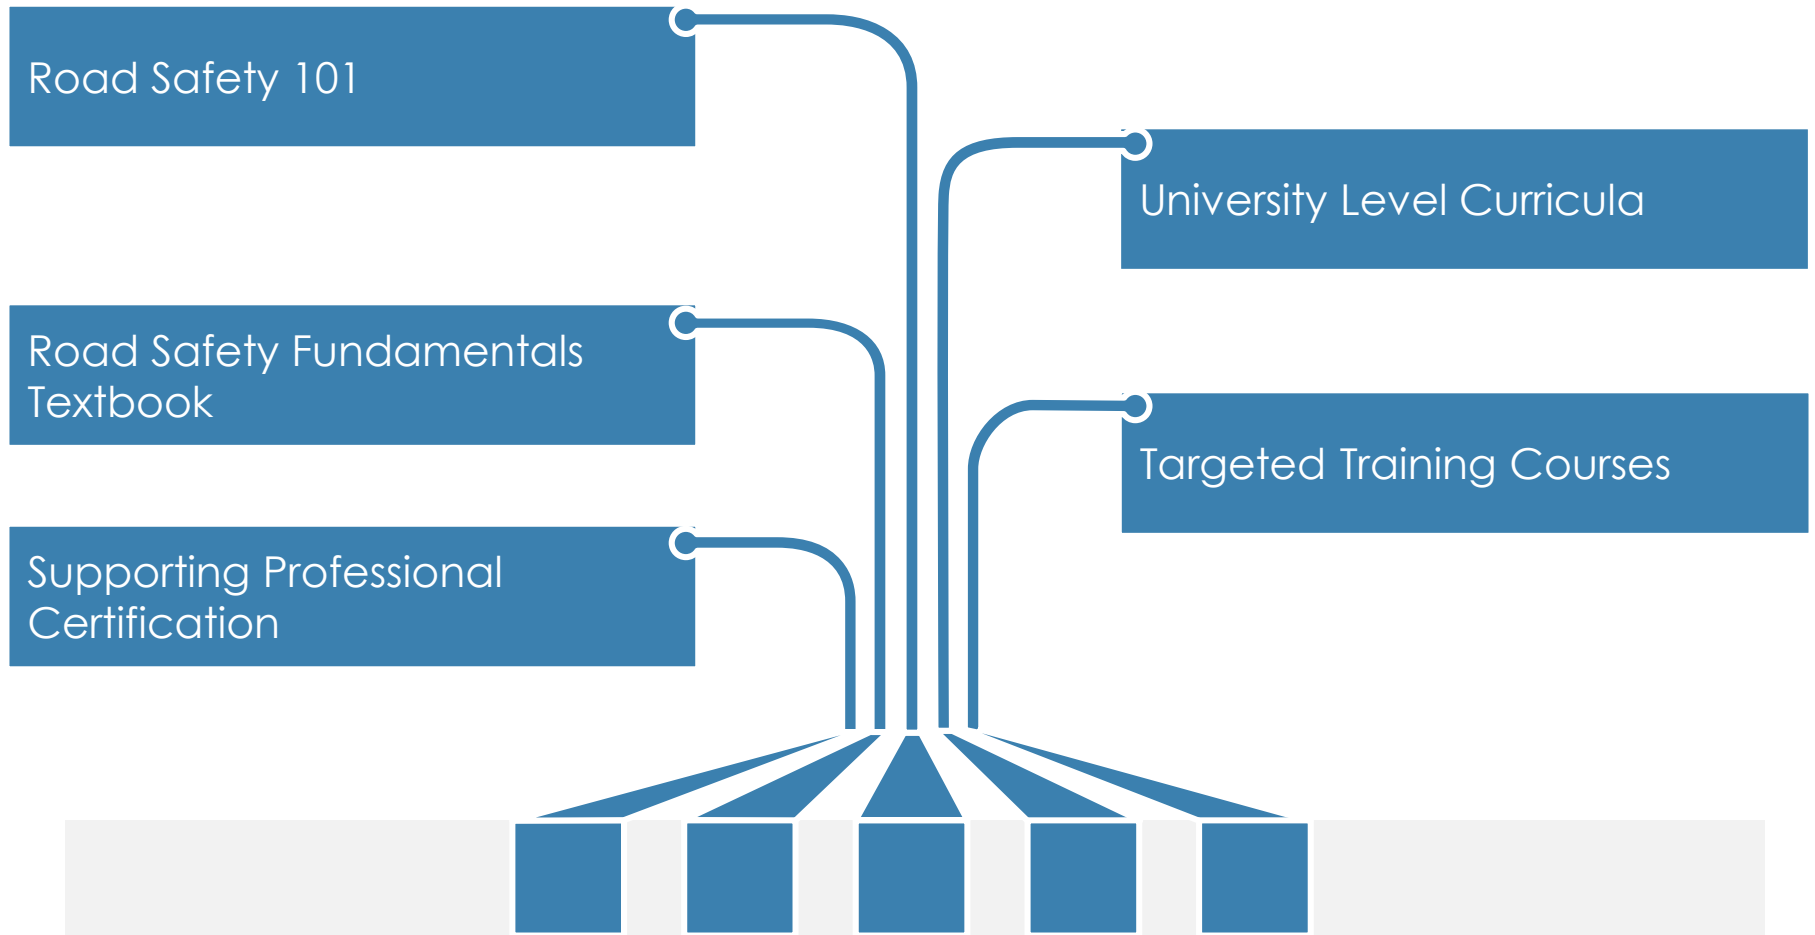 Road Safety 101
University Level Curricula
Road Safety Fundamentals
Textbook
Targeted Training Courses
Supporting Professional
Certification